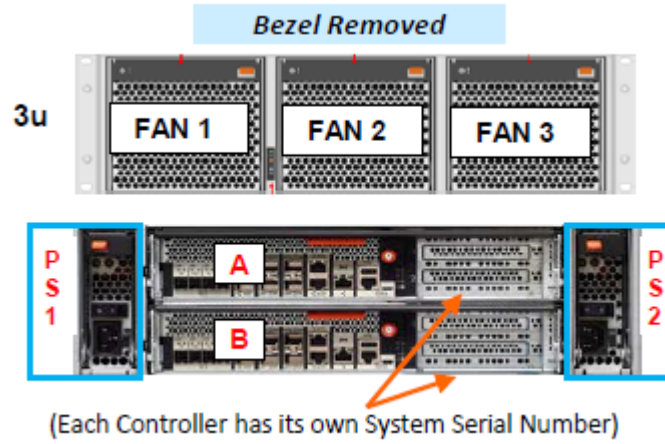 Bezel Removed
3u
FAN 1
FAN 2
FAN 3
1
P
S
1
A
B
P
S
2
(Each Controller has its own System Serial Number)